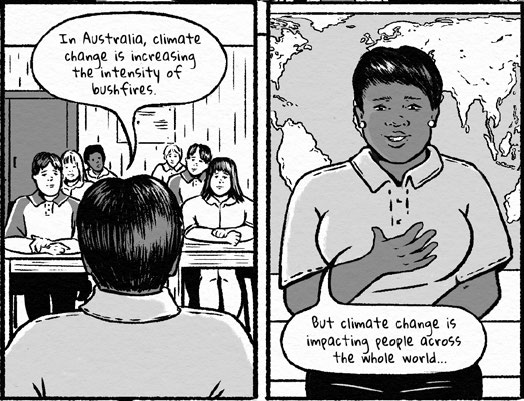 In Australia, climate
change is increasing
the intensity of
bushfires.
But climate change is
impacting people across
the whole world...